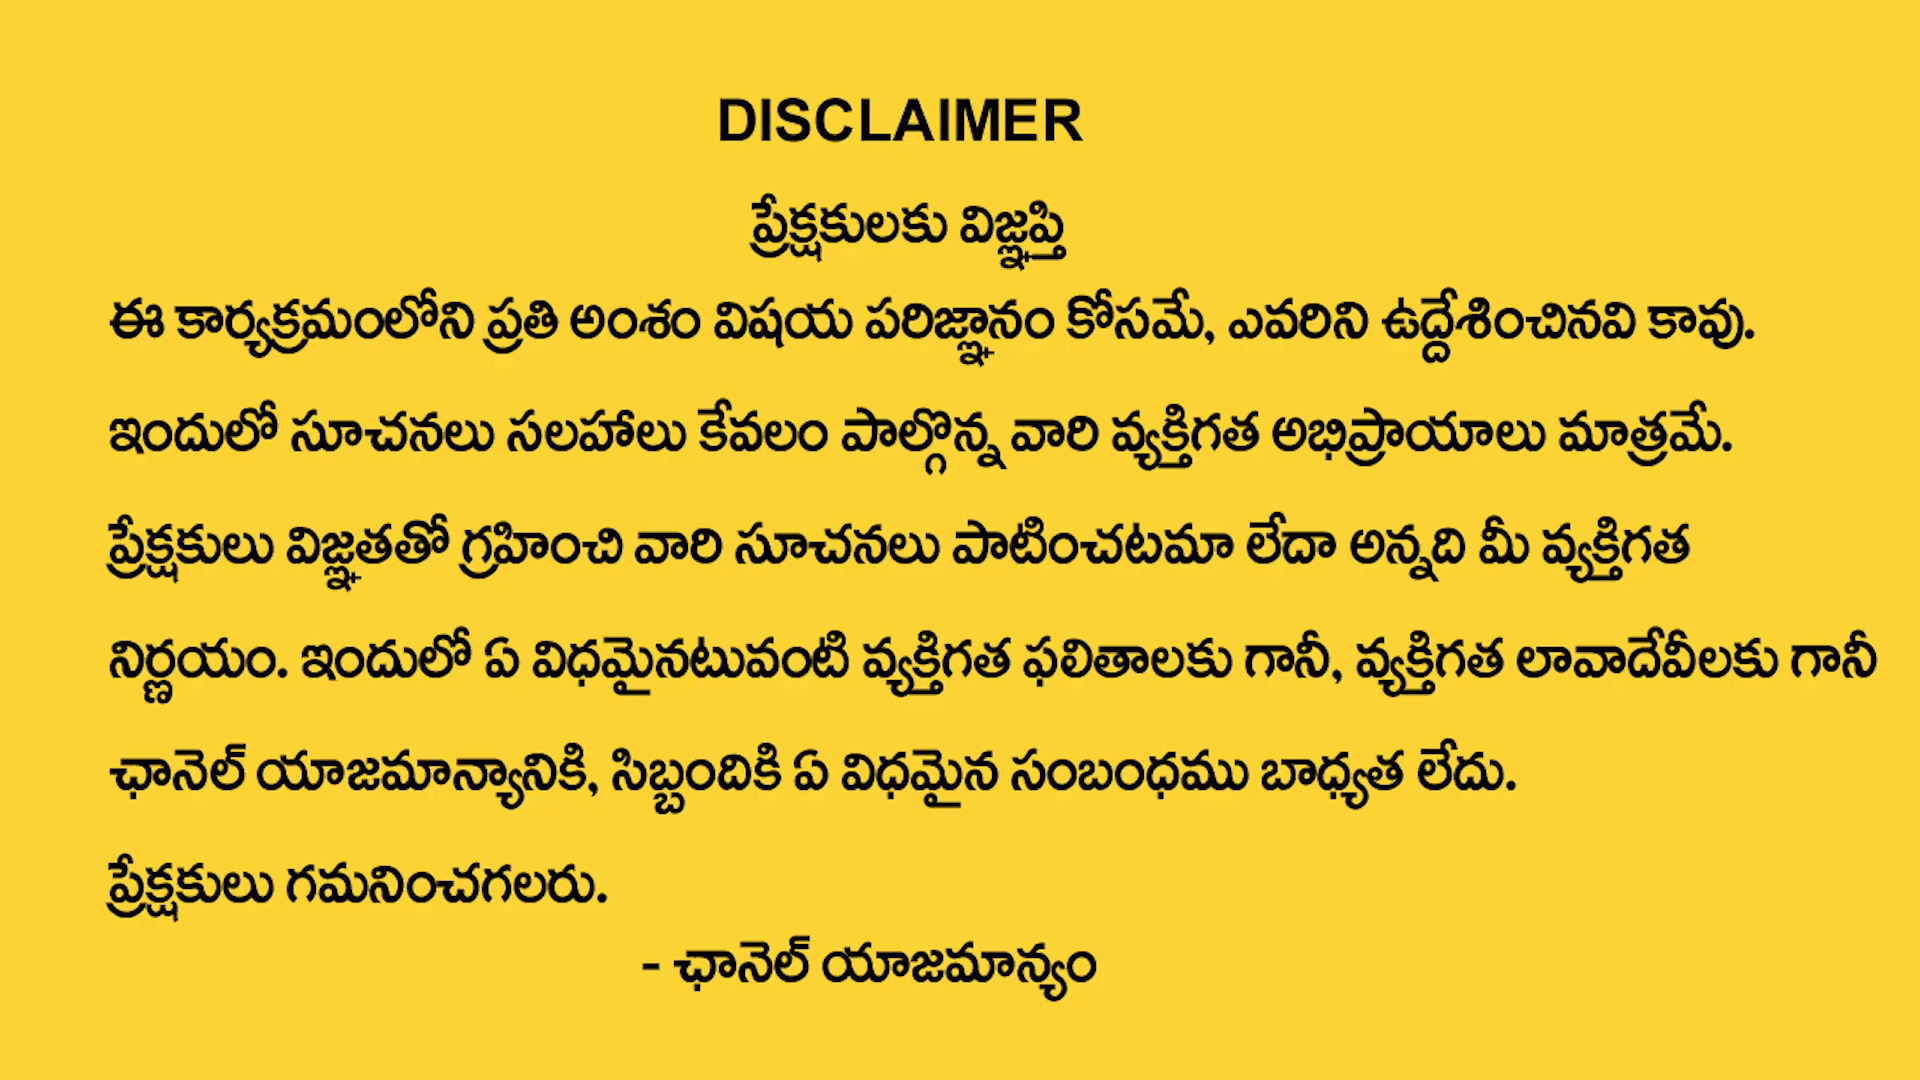 DISCLAIMER
ప్రేక్షకులకు విజ్ఞప్తి
ఈ కార్యక్రమంలోని ప్రతి అంశం విషయ పరిజ్ఞానం కోసమే, ఎవరిని ఉద్దేశించినవి కావు.
ఇందులో సూచనలు సలహాలు కేవలం పాల్గొన్న వారి వ్యక్తిగత అభిప్రాయాలు మాత్రమే.
ప్రేక్షకులు విజ్ఞతతో గ్రహించి వారి సూచనలు పాటించటమా లేదా అన్నది మీ వ్యక్తిగత
నిర్ణయం. ఇందులో ఏ విధమైనటువంటి వ్యక్తిగత ఫలితాలకు గానీ, వ్యక్తిగత లావాదేవీలకు గానీ
ఛానెల్ యాజమాన్యానికి, సిబ్బందికి ఏ విధమైన సంబంధము బాధ్యత లేదు.
ప్రేక్షకులు గమనించగలరు.
- ఛానెల్ యాజమాన్యం